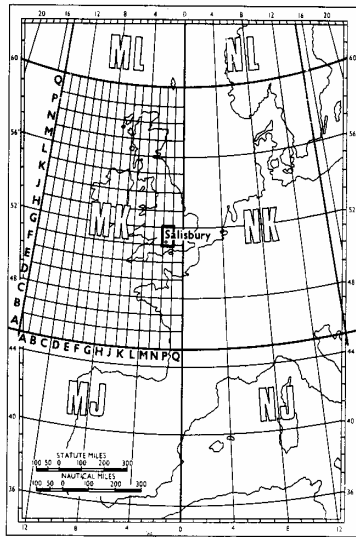 20 16 12 8 4 0 4 8 12 16 20
ML NL
60 60
Q
P
N
56 M 56
L
K
J
52 H MK Salisbury NK 52
G
F
E
D
48 C 48
B
A
44 A B C D E F G H J K L M N P Q 44
MJ NJ
40 40
STATUTE MILES
100 50 0 100 200 300
NAUTICAL MILES
100 50 0 100 200 300
36 36
12 8 4 0 4 8 12